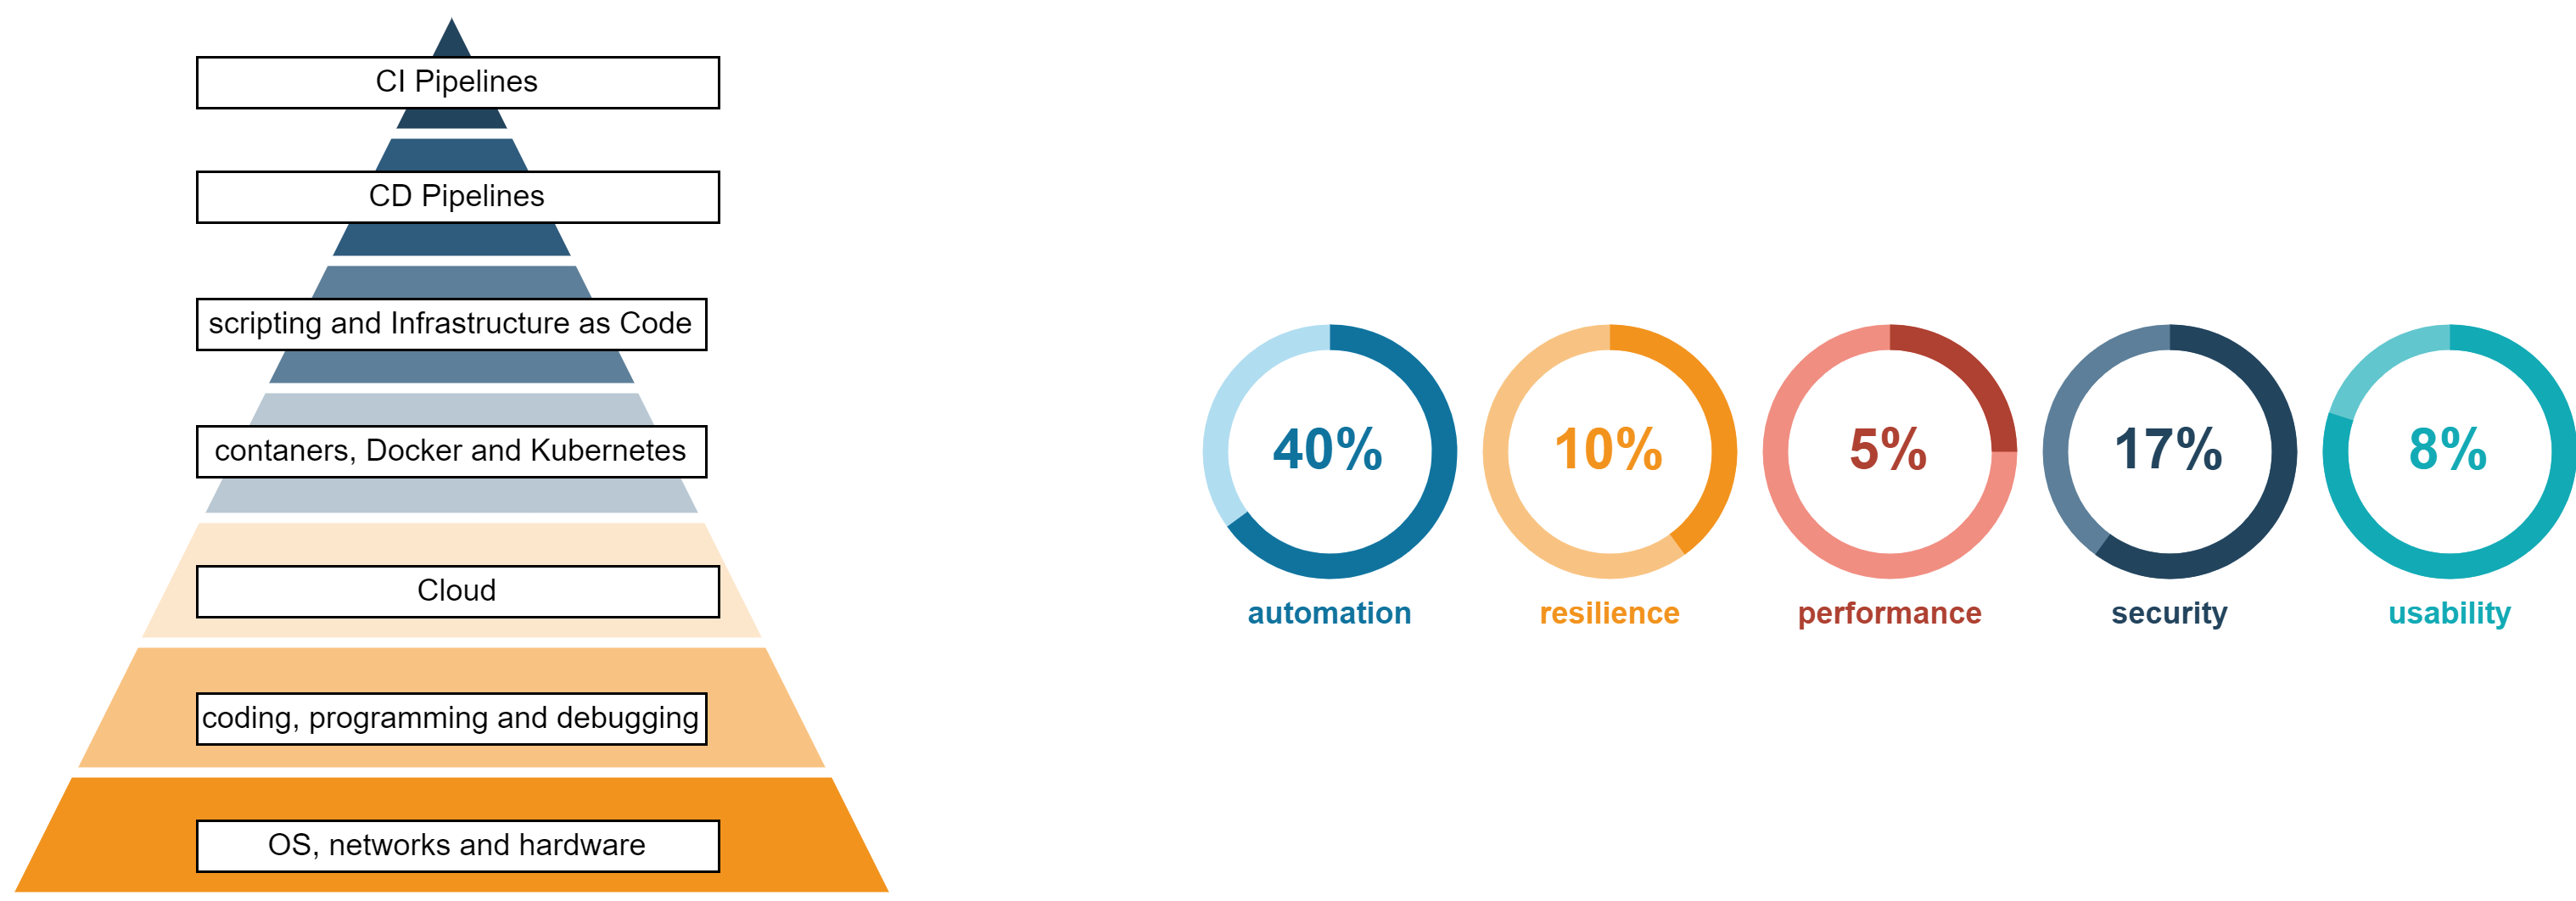 CI Pipelines
CD Pipelines
scripting and Infrastructure as Code
contaners, Docker and Kubernetes
Cloud
coding, programming and debugging
OS, networks and hardware
40%
automation
10%
resilience
5%
performance
17%
security
8%
usability